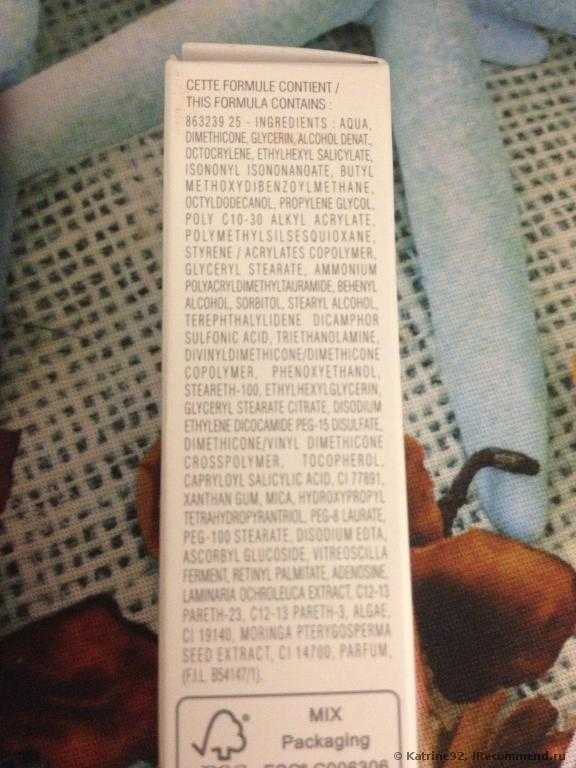 CETTE FORMULE CONTIENT /
THIS FORMULA CONTAINS :
863239 25 - INGREDIENTS : AQUA,
DIMETHICONE, GLYCERIN, ALCOHOL DENAT.,
OCTOCRYLENE, ETHYLHEXYL SALICYLATE,
ISONONYL ISONONANOATE, BUTYL
METHOXYDIBENZOYLMETHANE,
OCTYLDODECANOL, PROPYLENE GLYCOL,
POLY C10-30 ALKYL ACRYLATE,
POLYMETHYLSILSESQUIOXANE,
STYRENE / ACRYLATES COPOLYMER,
GLYCERYL STEARATE, AMMONIUM
POLYACRYLDIMETHYLTAURAMIDE, BEHENYL
ALCOHOL, SORBITOL, STEARYL ALCOHOL,
TEREPHTHALYLIDENE DICAMPHOR
SULFONIC ACID, TRIETHANOLAMINE,
DIVINYLDIMETHICONE/DIMETHICONE
COPOLYMER, PHENOXYETHANOL,
STEARETH-100, ETHYLHEXYLGLYCERIN,
GLYCERYL STEARATE CITRATE, DISODIUM
ETHYLENE DICOCAMIDE PEG-15 DISULFATE,
DIMETHICONE/VINYL DIMETHICONE
CROSSPOLYMER, TOCOPHEROL,
CAPRYLOYL SALICYLIC ACID, CI 77891,
XANTHAN GUM, MICA, HYDROXYPROPYL
TETRAHYDROPYRANTRIOL, PEG-8 LAURATE,
PEG-100 STEARATE, DISODIUM EDTA,
ASCORBYL GLUCOSIDE, VITREOSCILLA
FERMENT, RETINYL PALMITATE, ADENOSINE,
LAMINARIA OCHROLEUCA EXTRACT, C12-13
PARETH-23, C12-13 PARETH-3, ALGAE,
CI 19140, MORINGA PTERYGOSPERMA
SEED EXTRACT, CI 14700, PARFUM,
(F.I.L. B54147/1).
MIX
Packaging
© Katrine92, IRecommend.ru